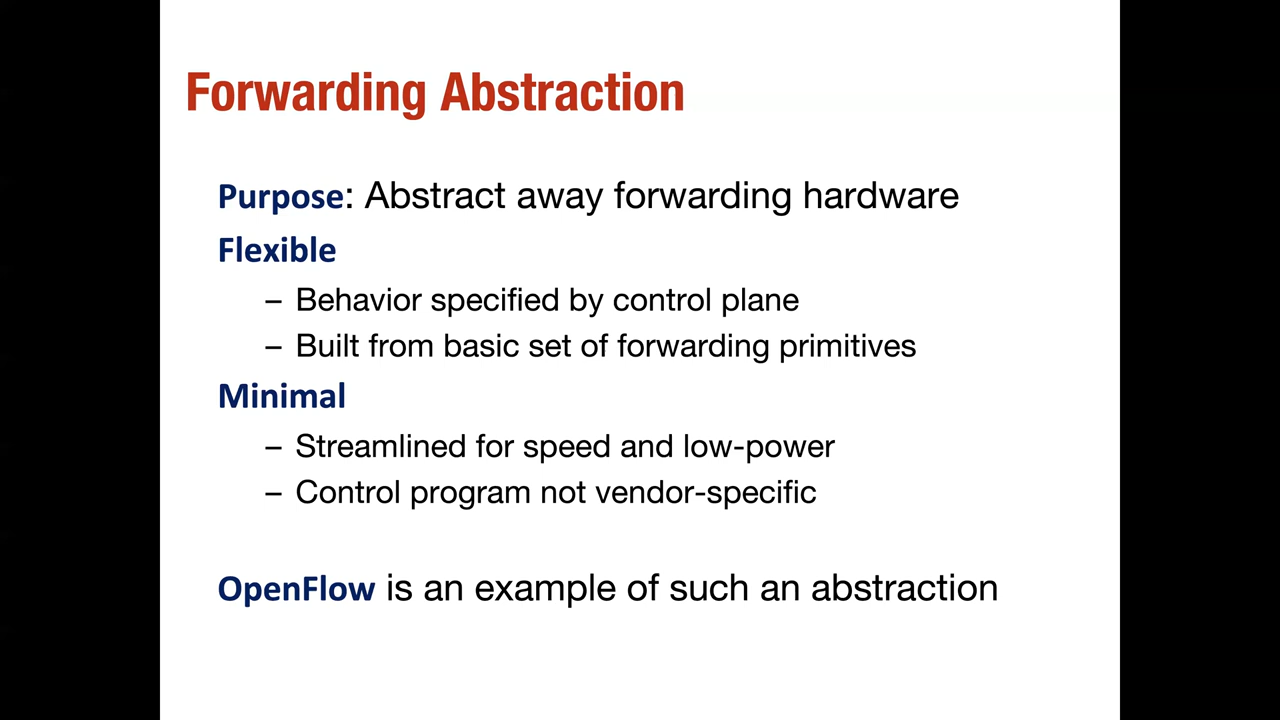 Forwarding Abstraction
Purpose: Abstract away forwarding hardware
Flexible
– Behavior specified by control plane
– Built from basic set of forwarding primitives
Minimal
– Streamlined for speed and low-power
– Control program not vendor-specific
OpenFlow is an example of such an abstraction